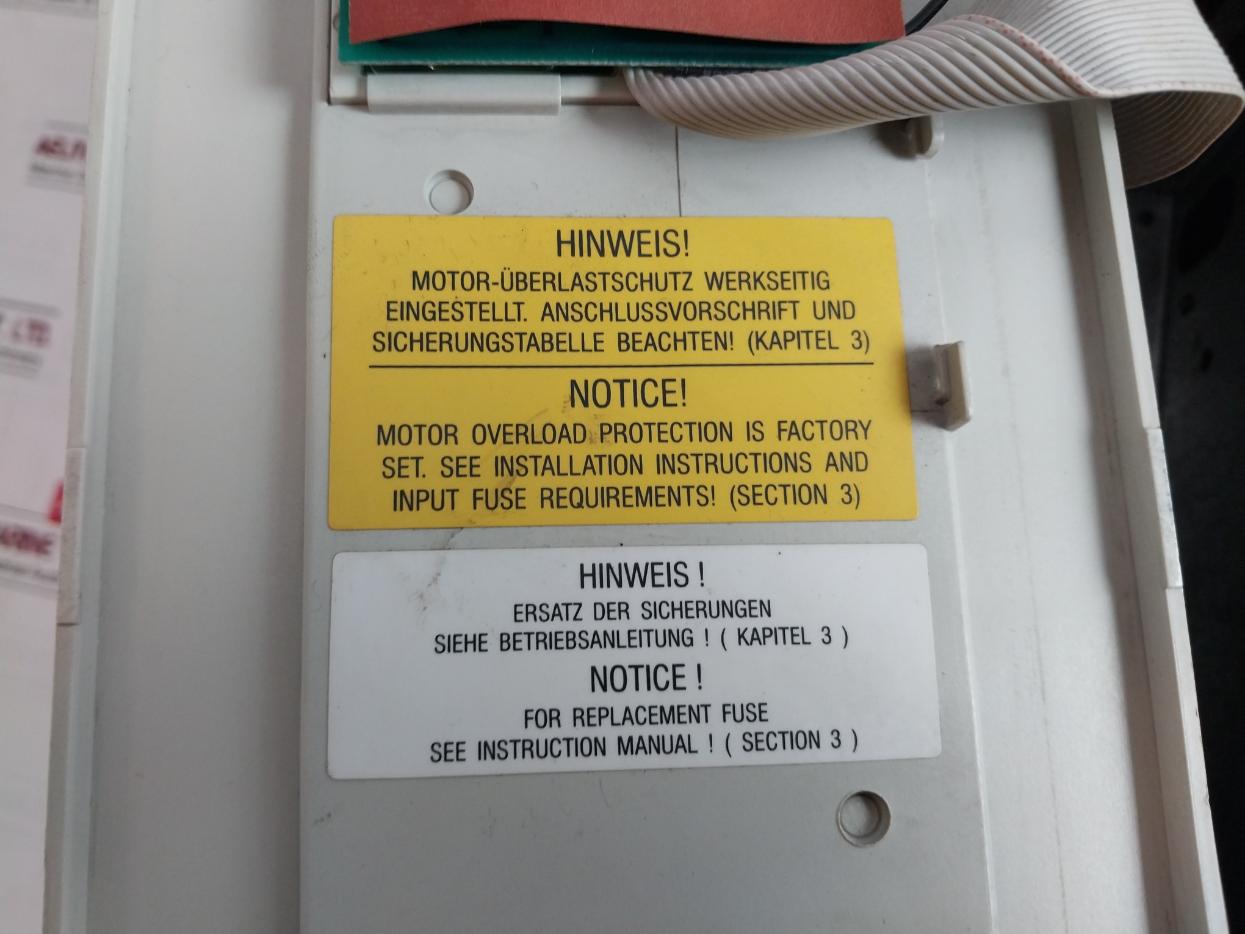 HINWEIS!
MOTOR-ÜBERLASTSCHUTZ WERKSEITIG
EINGESTELLT. ANSCHLUSSVORSCHRIFT UND
SICHERUNGSTABELLE BEACHTEN! (KAPITEL 3)
NOTICE!
MOTOR OVERLOAD PROTECTION IS FACTORY
SET. SEE INSTALLATION INSTRUCTIONS AND
INPUT FUSE REQUIREMENTS! (SECTION 3)
HINWEIS !
ERSATZ DER SICHERUNGEN
SIEHE BETRIEBSANLEITUNG ! ( KAPITEL 3 )
NOTICE !
FOR REPLACEMENT FUSE
SEE INSTRUCTION MANUAL ! ( SECTION 3 )
LTD